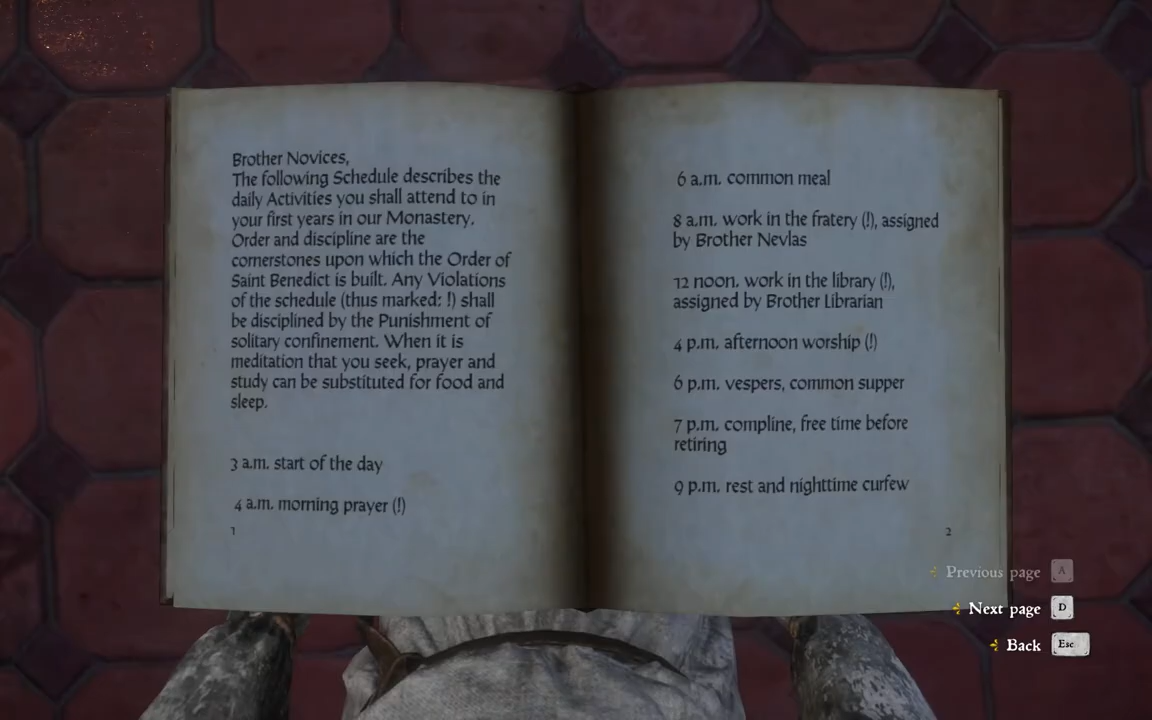 Brother Novices,
The following Schedule describes the
daily Activities you shall attend to in
your first years in our Monastery.
Order and discipline are the
cornerstones upon which the Order of
Saint Benedict is built. Any Violations
of the schedule (thus marked: !) shall
be disciplined by the Punishment of
solitary confinement. When it is
meditation that you seek, prayer and
study can be substituted for food and
sleep.
3 a.m. start of the day
4 a.m. morning prayer (!)
1
6 a.m. common meal
8 a.m. work in the fratery (!), assigned
by Brother Nevlas
12 noon. work in the library (!),
assigned by Brother Librarian
4 p.m. afternoon worship (!)
6 p.m. vespers, common supper
7 p.m. compline, free time before
retiring
9 p.m. rest and nighttime curfew
2
Previous page A
Next page D
Back Esc